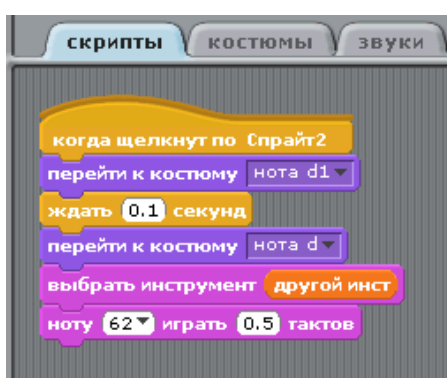 скрипты костюмы звуки
когда щелкнут по Спрайт2
перейти к костюму нота d1
ждать 0.1 секунд
перейти к костюму нота d
выбрать инструмент другой инст
ноту 62 играть 0.5 тактов